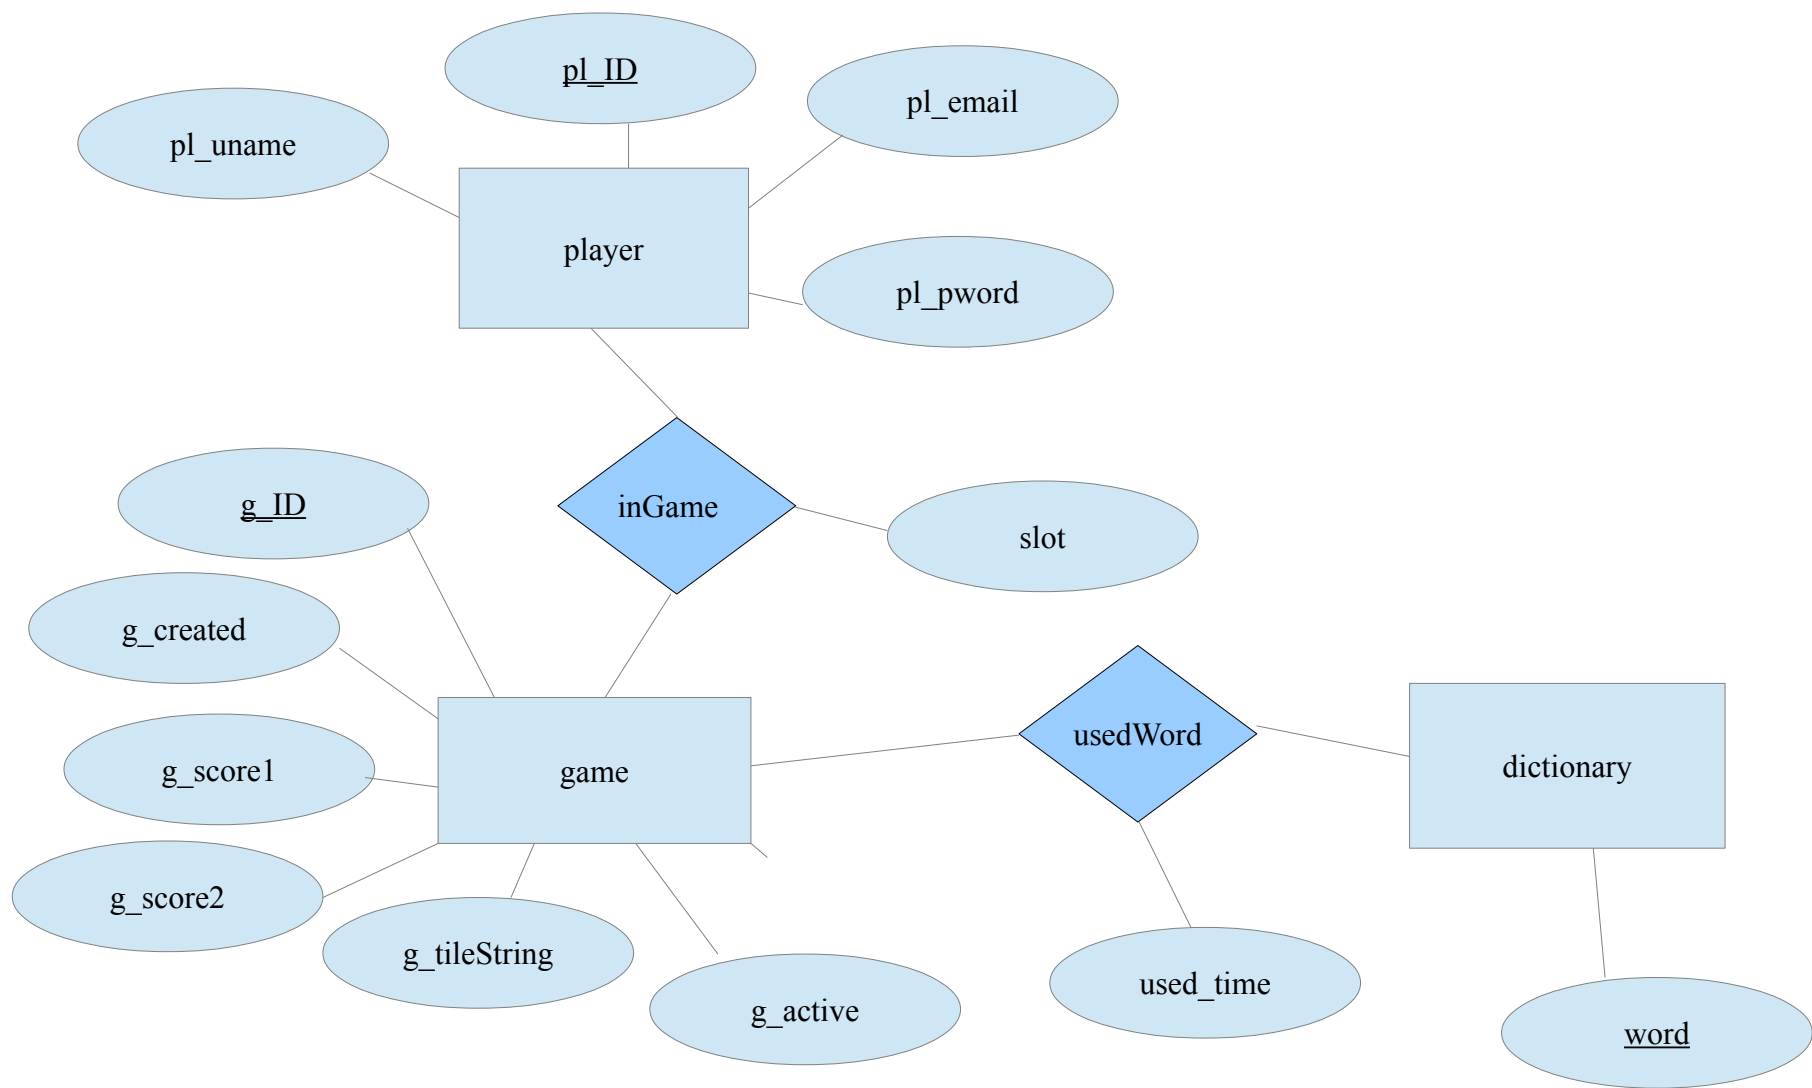 pl_ID
pl_email
pl_uname
player
pl_pword
g_ID
inGame
slot
g_created
usedWord
g_score1
game
dictionary
g_score2
g_tileString
g_active
used_time
word